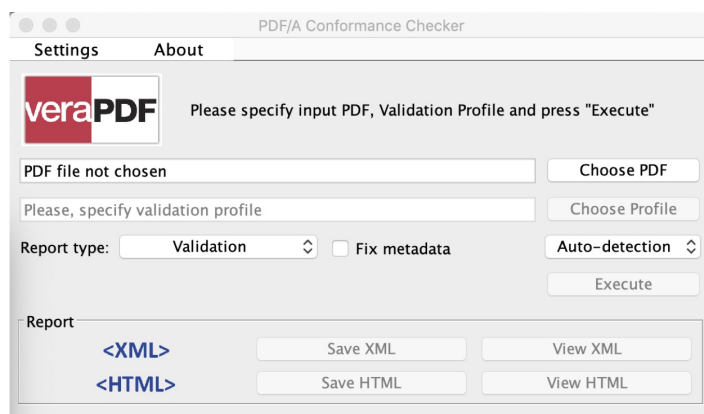 PDF/A Conformance Checker
Settings About
veraPDF
Please specify input PDF, Validation Profile and press "Execute"
PDF file not chosen Choose PDF
Please, specify validation profile Choose Profile
Report type: Validation Fix metadata Auto-detection
Execute
Report
<XML> Save XML View XML
<HTML> Save HTML View HTML